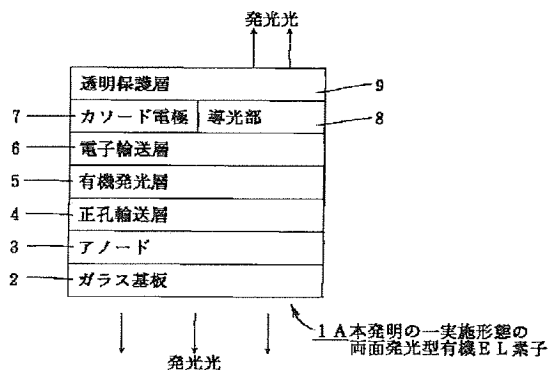 発光光
透明保護層 9
7 カソード電極 導光部 8
6 電子輸送層
5 有機発光層
4 正孔輸送層
3 アノード
2 ガラス基板
1A 本発明の一実施形態の
両面発光型有機EL素子
発光光